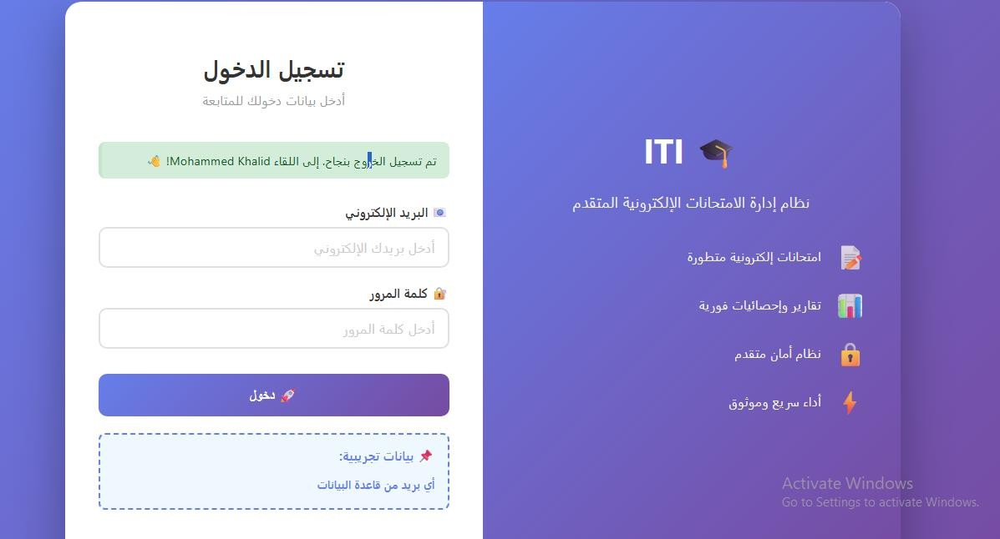 ITI
نظام إدارة الامتحانات الإلكترونية المتقدم
امتحانات إلكترونية متطورة
تقارير وإحصائيات فورية
نظام أمان متقدم
أداء سريع وموثوق
تسجيل الدخول
أدخل بيانات دخولك للمتابعة
تم تسجيل الخروج بنجاح. إلى اللقاء Mohammed Khalid! 👋
البريد الإلكتروني
أدخل بريدك الإلكتروني
كلمة المرور
أدخل كلمة المرور
دخول
بيانات تجريبية:
أي بريد من قاعدة البيانات
Activate Windows
Go to Settings to activate Windows.